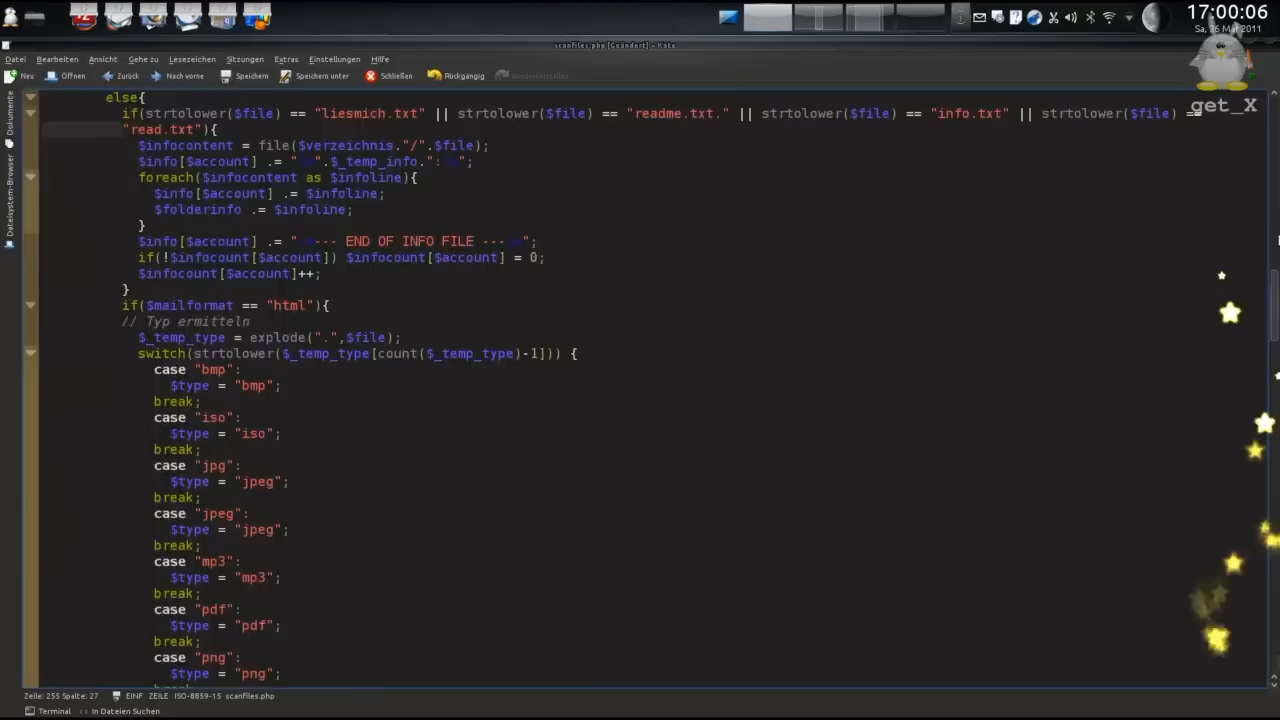 17:00:06
Sa, 26 Mär 2011
scanfiles.php [Geändert] – Kate
Datei Bearbeiten Ansicht Gehe zu Lesezeichen Sitzungen Extras Einstellungen Hilfe
Neu Öffnen Zurück Nach vorne Speichern Speichern unter Schließen Rückgängig Wiederherstellen
get_X
Dokumente
Dateisystem-Browser
else{
if(strtolower($file) == "liesmich.txt" || strtolower($file) == "readme.txt." || strtolower($file) == "info.txt" || strtolower($file) ==
"read.txt"){
$infocontent = file($verzeichnis."/".$file);
$info[$account] .= "\n".$_temp_info.":\n";
foreach($infocontent as $infoline){
$info[$account] .= $infoline;
$folderinfo .= $infoline;
}
$info[$account] .= "\n--- END OF INFO FILE ---\n";
if(!$infocount[$account]) $infocount[$account] = 0;
$infocount[$account]++;
}
if($mailformat == "html"){
// Typ ermitteln
$_temp_type = explode(".",$file);
switch(strtolower($_temp_type[count($_temp_type)-1])) {
case "bmp":
$type = "bmp";
break;
case "iso":
$type = "iso";
break;
case "jpg":
$type = "jpeg";
break;
case "jpeg":
$type = "jpeg";
break;
case "mp3":
$type = "mp3";
break;
case "pdf":
$type = "pdf";
break;
case "png":
$type = "png";
break;
Zeile: 255 Spalte: 27 EINF ZEILE ISO-8859-15 scanfiles.php
Terminal In Dateien Suchen